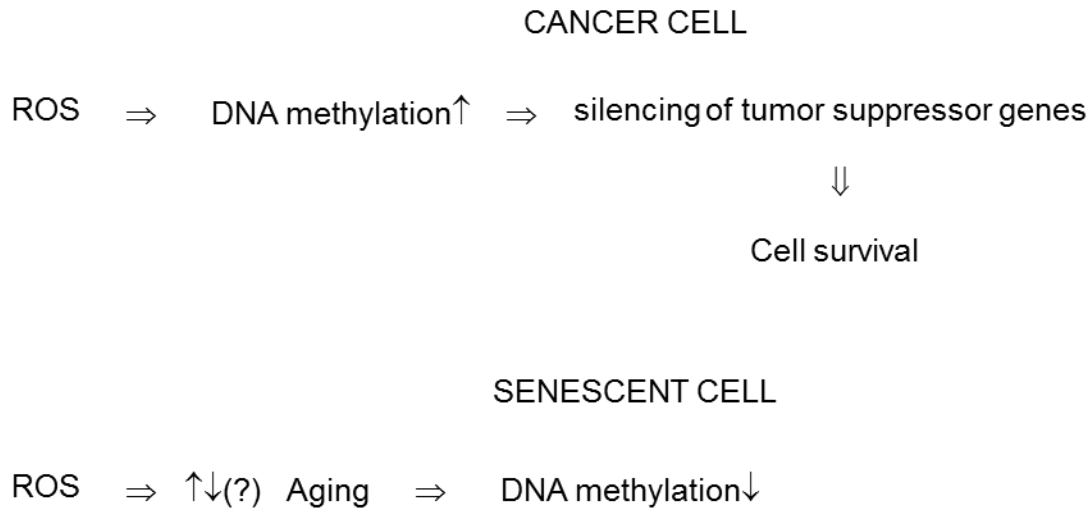 CANCER CELL
ROS ⇒ DNA methylation↑ ⇒ silencing of tumor suppressor genes
⇓
Cell survival
SENESCENT CELL
ROS ⇒ ↑↓(?) Aging ⇒ DNA methylation↓